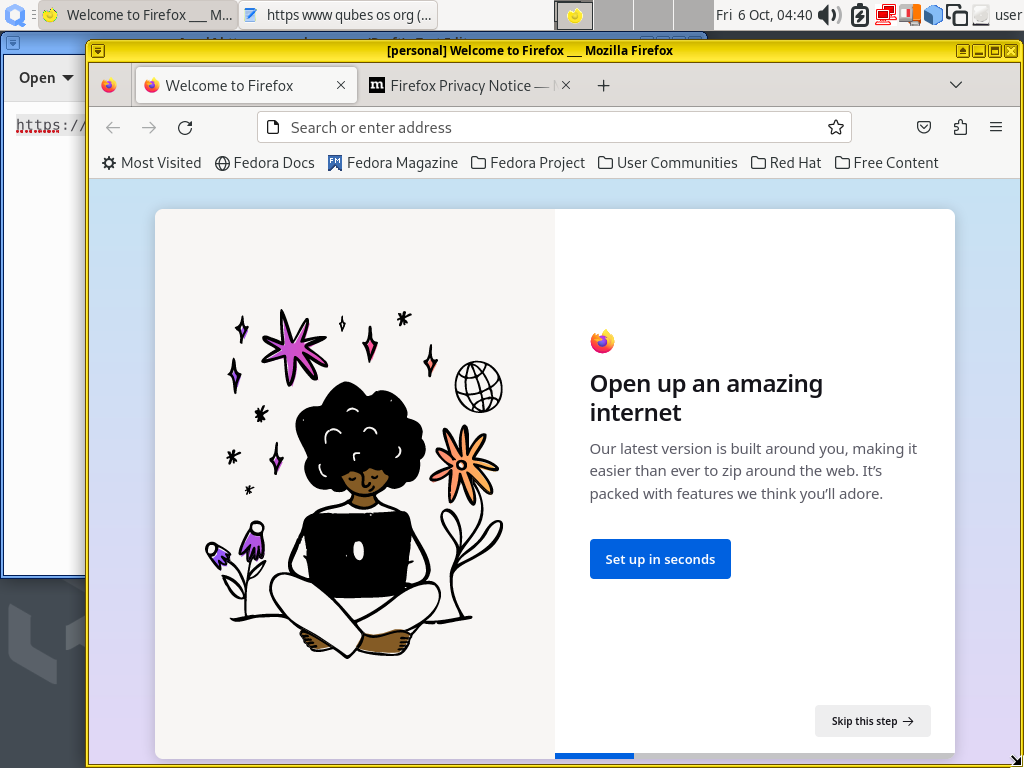 Welcome to Firefox ___ M...
https www qubes os org (...
Fri 6 Oct, 04:40
user
[personal] Welcome to Firefox ___ Mozilla Firefox
Open
https://
Welcome to Firefox
Firefox Privacy Notice —
Search or enter address
Most Visited
Fedora Docs
Fedora Magazine
Fedora Project
User Communities
Red Hat
Free Content
Open up an amazing
internet
Our latest version is built around you, making it
easier than ever to zip around the web. It’s
packed with features we think you’ll adore.
Set up in seconds
Skip this step